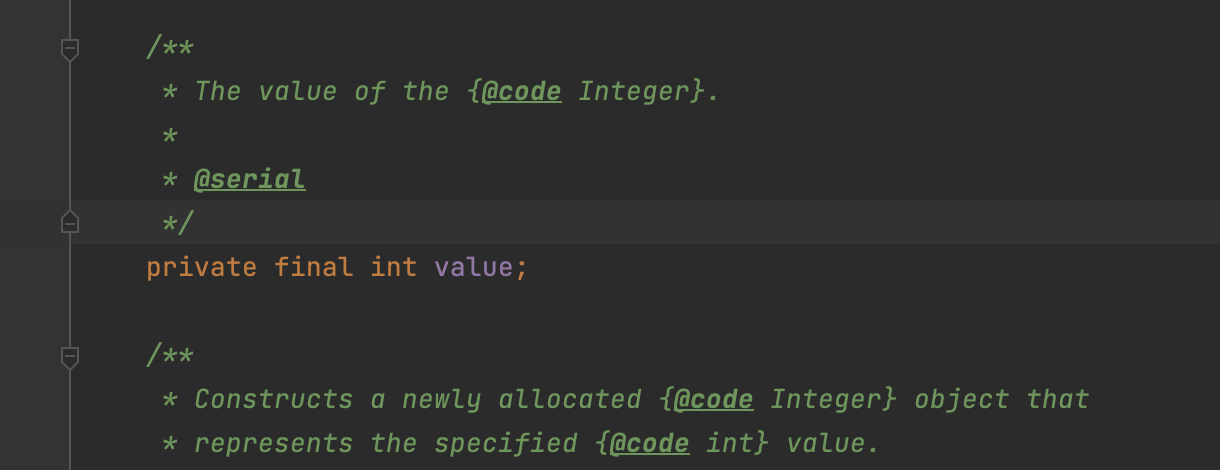 /**
 * The value of the {@code Integer}.
 *
 * @serial
 */
private final int value;
/**
 * Constructs a newly allocated {@code Integer} object that
 * represents the specified {@code int} value.